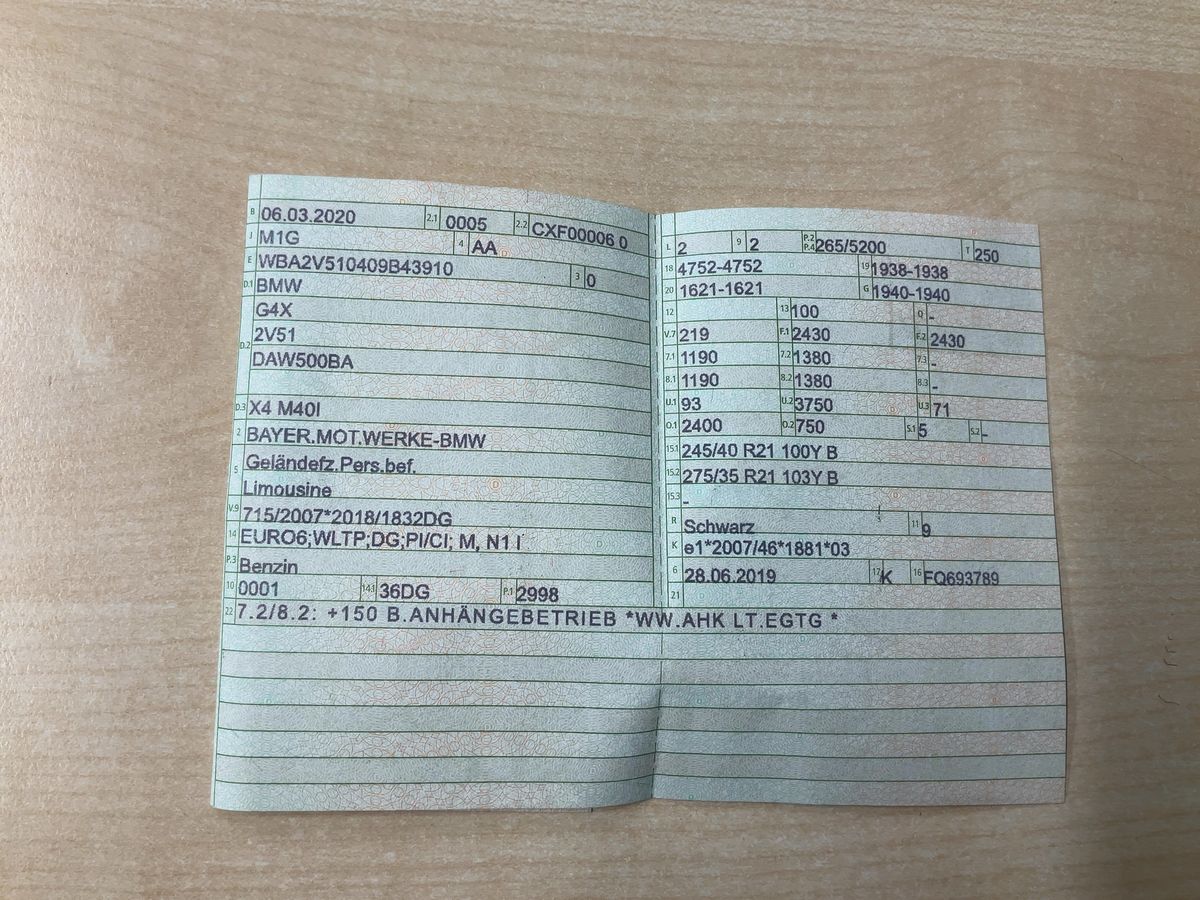 B 06.03.2020 2.1 0005 2.2 CXF00006 0
J M1G 4 AA
E WBA2V510409B43910 3 0
D.1 BMW
G4X
2V51
D.2
DAW500BA
D.3 X4 M40I
2 BAYER.MOT.WERKE-BMW
Geländefz.Pers.bef.
5
Limousine
V.9 715/2007*2018/1832DG
14 EURO6;WLTP;DG;PI/CI; M, N1 I
P.3 Benzin
10 0001 14.1 36DG P.1 2998
L 2 9 2 P.2 P.4 265/5200 T 250
18 4752-4752 19 1938-1938
20 1621-1621 G 1940-1940
12 13 100 Q -
V.7 219 F.1 2430 F.2 2430
7.1 1190 7.2 1380 7.3 -
8.1 1190 8.2 1380 8.3 -
U.1 93 U.2 3750 U.3 71
O.1 2400 O.2 750 S.1 5 S.2 -
15.1 245/40 R21 100Y B
15.2 275/35 R21 103Y B
15.3 -
R Schwarz 11 9
K e1*2007/46*1881*03
6 28.06.2019 17 K 16 FQ693789
21
22 7.2/8.2: +150 B.ANHÄNGEBETRIEB *WW.AHK LT.EGTG *